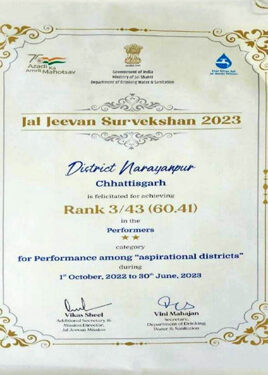 75
Azadi Ka
Amrit Mahotsav
Government of India
Ministry of Jal Shakti
Department of Drinking Water & Sanitation
Jal Jeevan Survekshan 2023
District Narayanpur
Chhattisgarh
is felicitated for achieving
Rank 3/43 (60.41)
in the
Performers
★★
category
for Performance among "aspirational districts"
during
1st October, 2022 to 30th June, 2023
Vikas Sheel
Additional Secretary &
Mission Director,
Jal Jeevan Mission
Vini Mahajan
Secretary,
Department of Drinking
Water & Sanitation